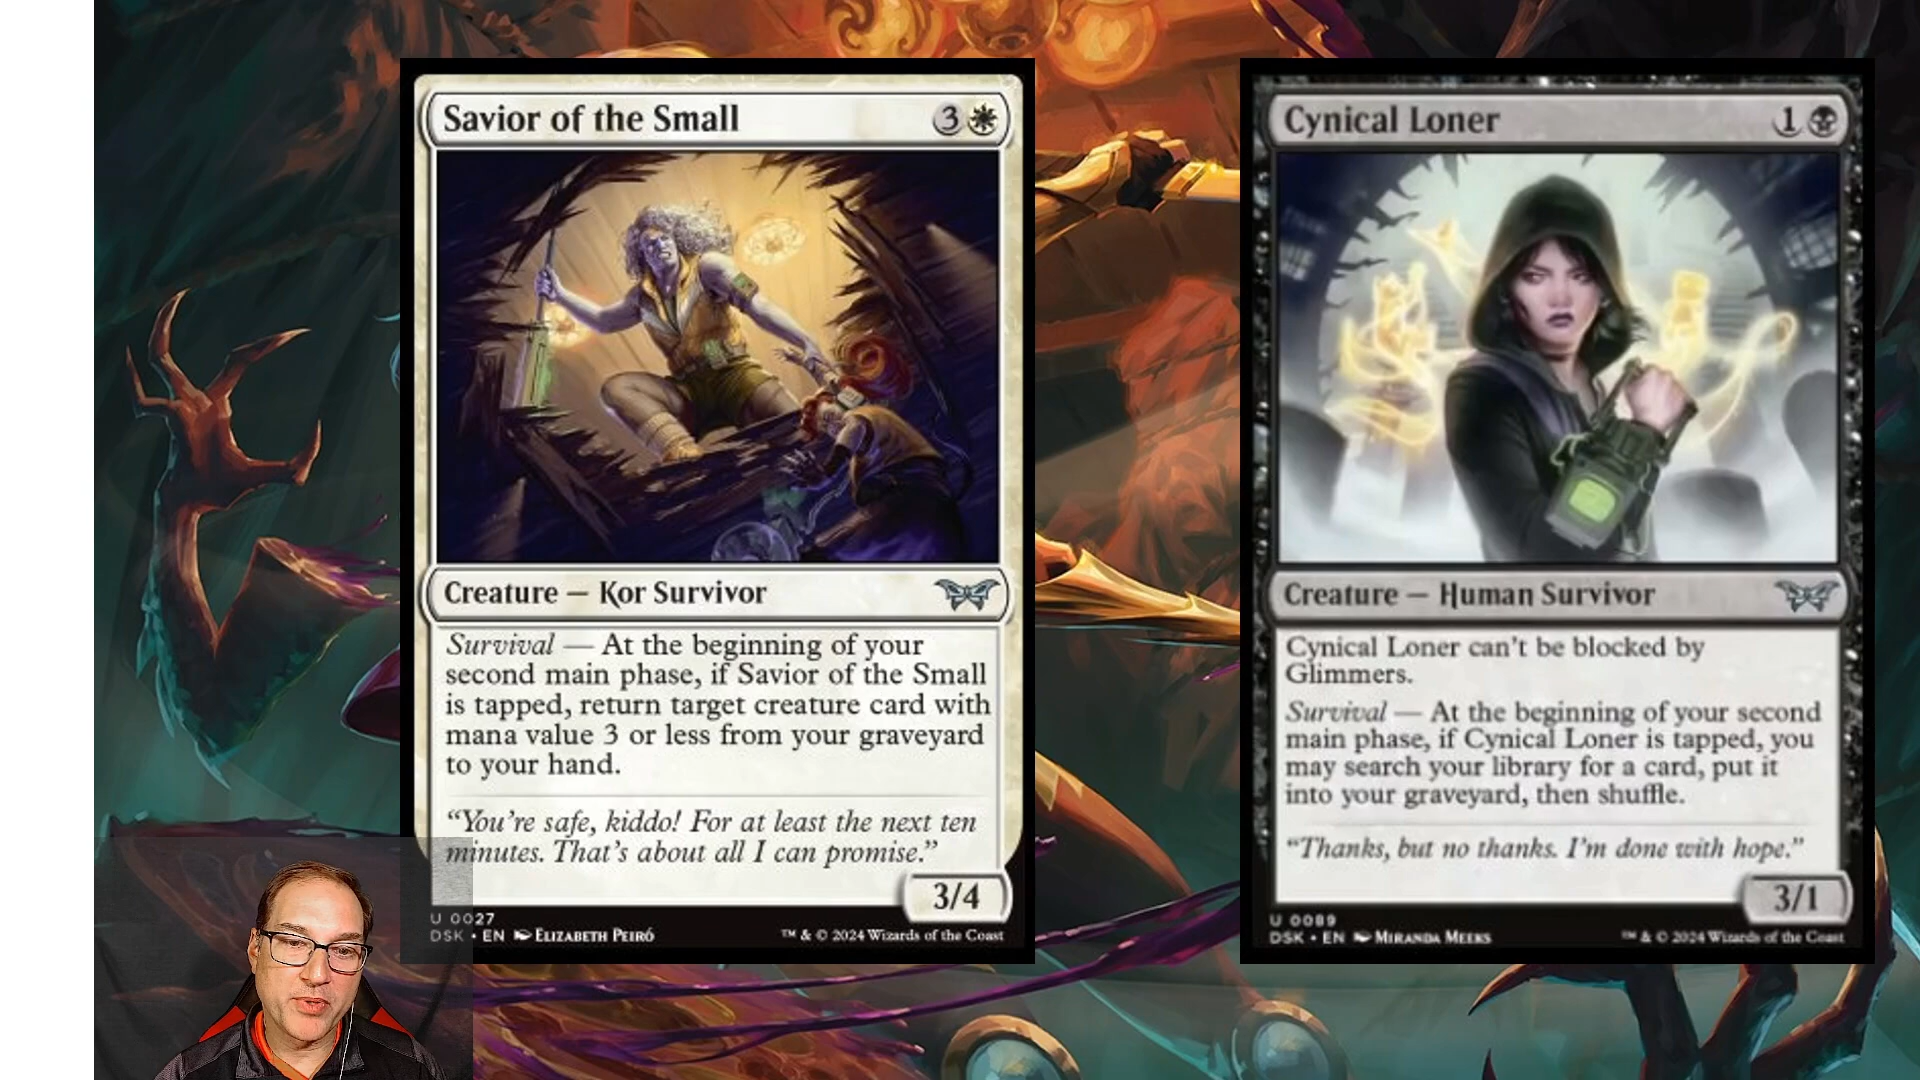 Savior of the Small 3
Creature — Kor Survivor
Survival — At the beginning of your
second main phase, if Savior of the Small
is tapped, return target creature card with
mana value 3 or less from your graveyard
to your hand.
“You’re safe, kiddo! For at least the next ten
minutes. That’s about all I can promise.”
3/4
U 0027
DSK • EN Elizabeth Peiró ™ & © 2024 Wizards of the Coast
Cynical Loner 1
Creature — Human Survivor
Cynical Loner can’t be blocked by
Glimmers.
Survival — At the beginning of your second
main phase, if Cynical Loner is tapped, you
may search your library for a card, put it
into your graveyard, then shuffle.
“Thanks, but no thanks. I’m done with hope.”
3/1
U 0089
DSK • EN Miranda Meeks ™ & © 2024 Wizards of the Coast